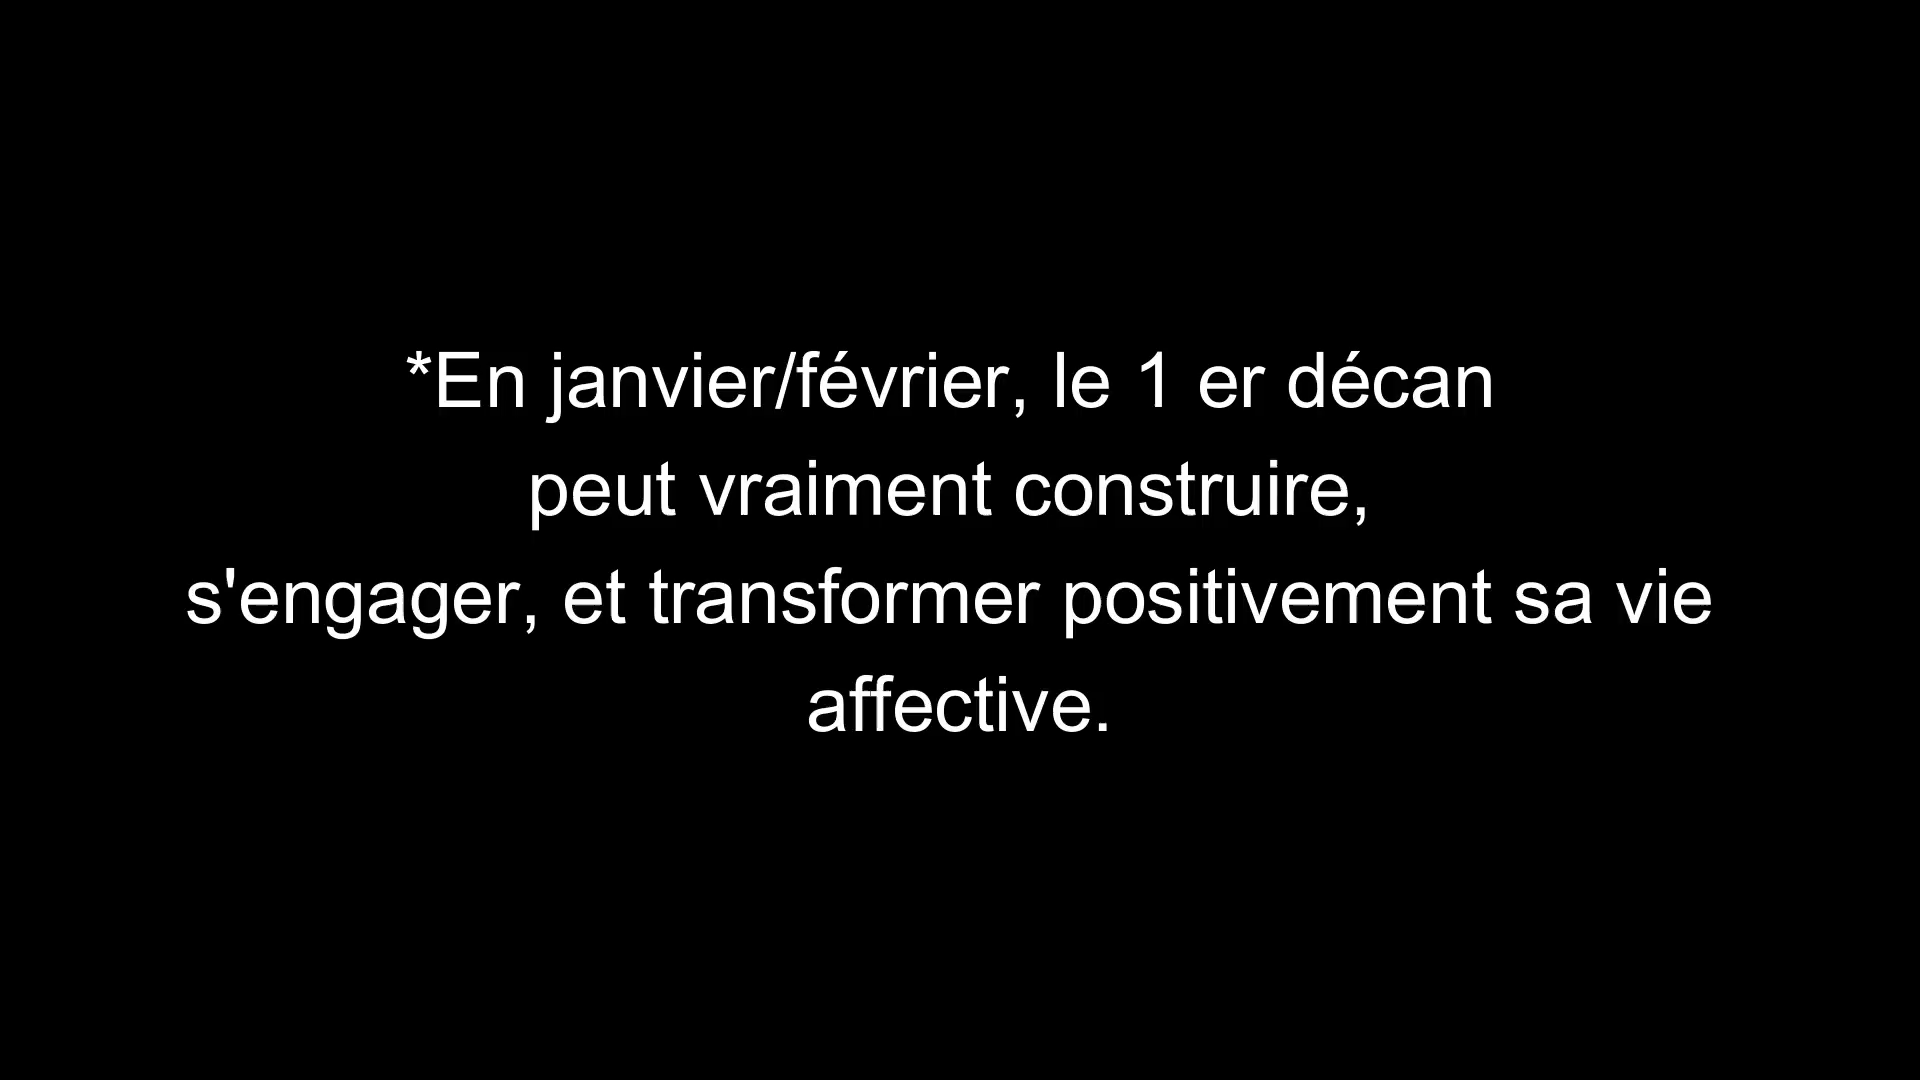 *En janvier/février, le 1 er décan
peut vraiment construire,
s'engager, et transformer positivement sa vie
affective.